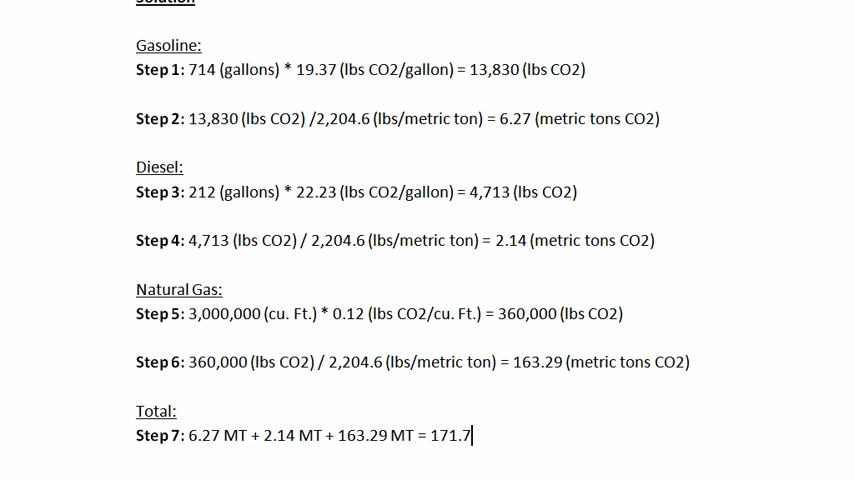 Solution
Gasoline:
Step 1: 714 (gallons) * 19.37 (lbs CO2/gallon) = 13,830 (lbs CO2)
Step 2: 13,830 (lbs CO2) /2,204.6 (lbs/metric ton) = 6.27 (metric tons CO2)
Diesel:
Step 3: 212 (gallons) * 22.23 (lbs CO2/gallon) = 4,713 (lbs CO2)
Step 4: 4,713 (lbs CO2) / 2,204.6 (lbs/metric ton) = 2.14 (metric tons CO2)
Natural Gas:
Step 5: 3,000,000 (cu. Ft.) * 0.12 (lbs CO2/cu. Ft.) = 360,000 (lbs CO2)
Step 6: 360,000 (lbs CO2) / 2,204.6 (lbs/metric ton) = 163.29 (metric tons CO2)
Total:
Step 7: 6.27 MT + 2.14 MT + 163.29 MT = 171.7